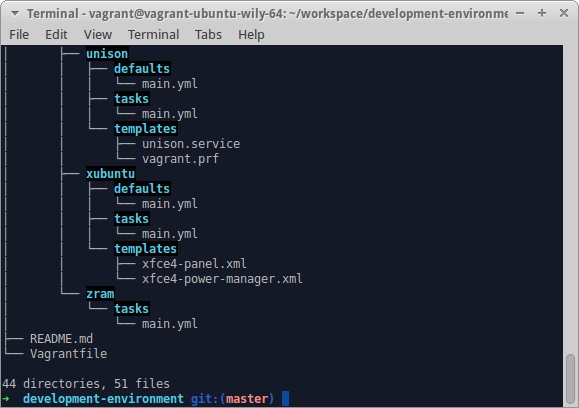 Terminal - vagrant@vagrant-ubuntu-wily-64: ~/workspace/development-environme
File Edit View Terminal Tabs Help
│       ├── unison
│       │   ├── defaults
│       │   │   └── main.yml
│       │   ├── tasks
│       │   │   └── main.yml
│       │   └── templates
│       │       ├── unison.service
│       │       └── vagrant.prf
│       ├── xubuntu
│       │   ├── defaults
│       │   │   └── main.yml
│       │   ├── tasks
│       │   │   └── main.yml
│       │   └── templates
│       │       ├── xfce4-panel.xml
│       │       └── xfce4-power-manager.xml
│       └── zram
│           └── tasks
│               └── main.yml
├── README.md
└── Vagrantfile

44 directories, 51 files
➜  development-environment git:(master)